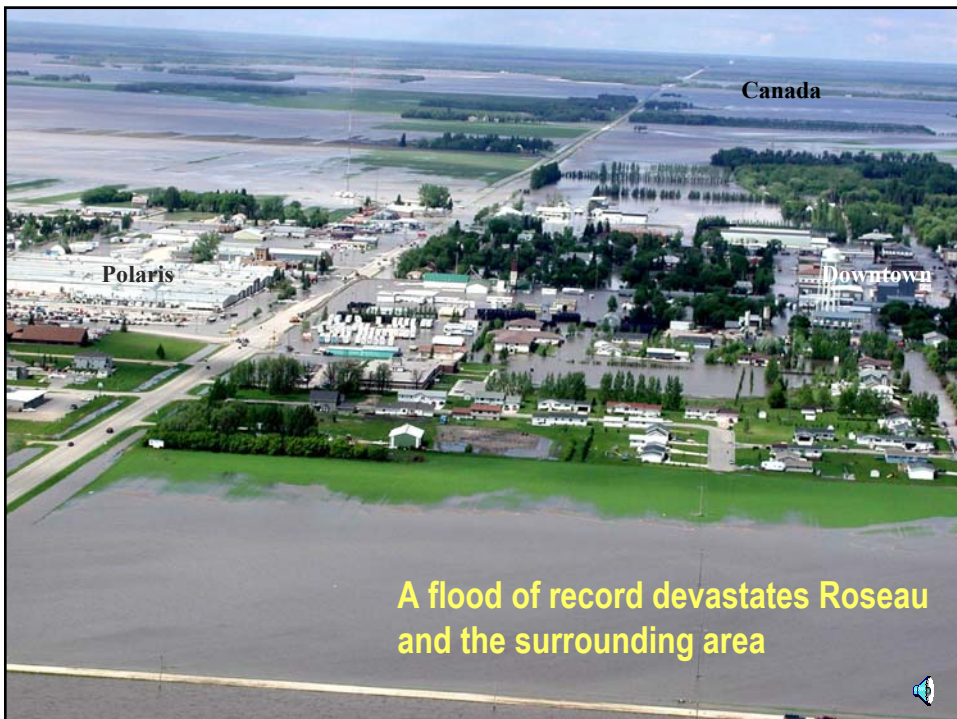 Canada
Polaris
Downtown
A flood of record devastates Roseau
and the surrounding area